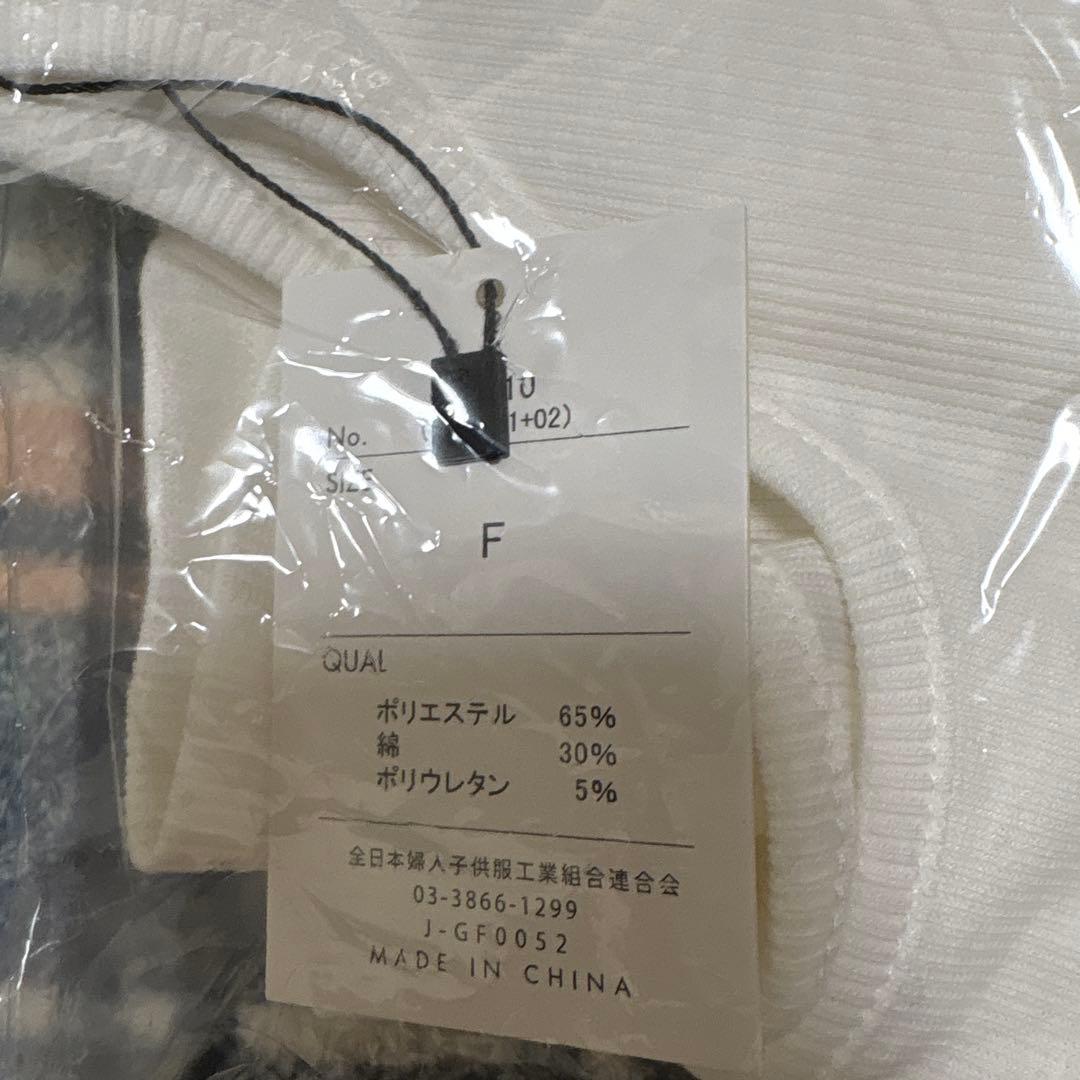 10
No. 1+02)
SIZE
F
QUAL
ポリエステル 65%
綿 30%
ポリウレタン 5%
全日本婦人子供服工業組合連合会
03-3866-1299
J-GF0052
MADE IN CHINA